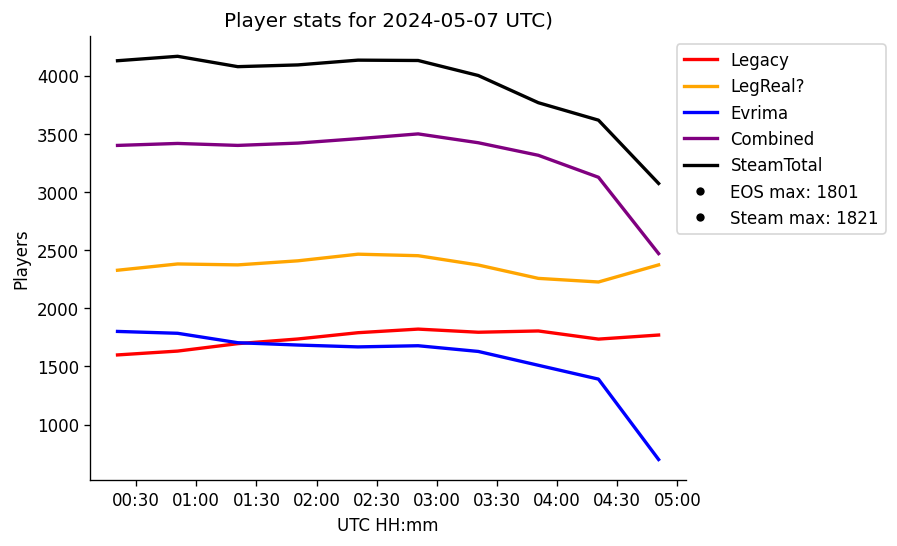 Player stats for 2024-05-07 UTC)
Legacy
LegReal?
Evrima
Combined
SteamTotal
EOS max: 1801
Steam max: 1821
Players
4000
3500
3000
2500
2000
1500
1000
00:30 01:00 01:30 02:00 02:30 03:00 03:30 04:00 04:30 05:00
UTC HH:mm